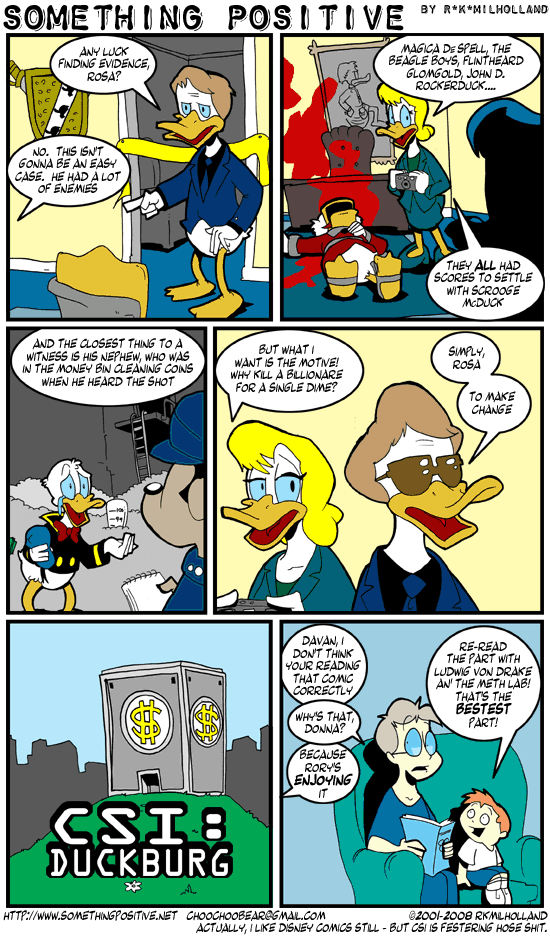 SOMETHING POSITIVE BY R*K*MILHOLLAND
ANY LUCK
FINDING EVIDENCE,
ROSA?
NO. THIS ISN'T
GONNA BE AN EASY
CASE. HE HAD A LOT
OF ENEMIES
MAGICA DE SPELL, THE
BEAGLE BOYS, FLINTHEARD
GLOMGOLD, JOHN D.
ROCKERDUCK....
THEY ALL HAD
SCORES TO SETTLE
WITH SCROOGE
MCDUCK
AND THE CLOSEST THING TO A
WITNESS IS HIS NEPHEW, WHO WAS
IN THE MONEY BIN CLEANING COINS
WHEN HE HEARD THE SHOT
BUT WHAT I
WANT IS THE MOTIVE!
WHY KILL A BILLIONARE
FOR A SINGLE DIME?
SIMPLY,
ROSA
TO MAKE
CHANGE
CSI:
DUCKBURG
DAVAN, I
DON'T THINK
YOUR READING
THAT COMIC
CORRECTLY
WHY'S THAT,
DONNA?
BECAUSE
RORY'S
ENJOYING
IT
RE-READ
THE PART WITH
LUDWIG VON DRAKE
AN' THE METH LAB!
THAT'S THE
BESTEST
PART!
HTTP://WWW.SOMETHINGPOSITIVE.NET CHOOCHOOBEAR@GMAIL.COM ©2001-2008 RKMILHOLLAND
ACTUALLY, I LIKE DISNEY COMICS STILL - BUT CSI IS FESTERING HOSE SHIT.